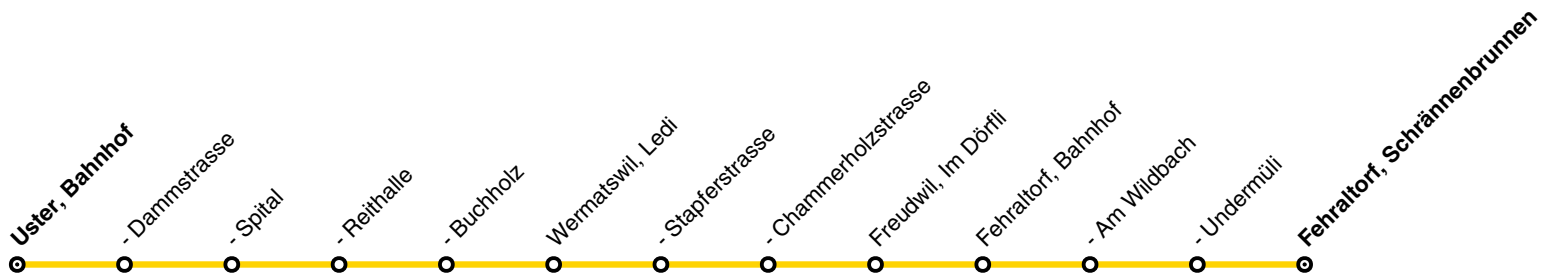 Uster, Bahnhof
- Dammstrasse
- Spital
- Reithalle
- Buchholz
Wermatswil, Ledi
- Stapferstrasse
- Chammerholzstrasse
Freudwil, Im Dörfli
Fehraltorf, Bahnhof
- Am Wildbach
- Undermüli
Fehraltorf, Schrännenbrunnen